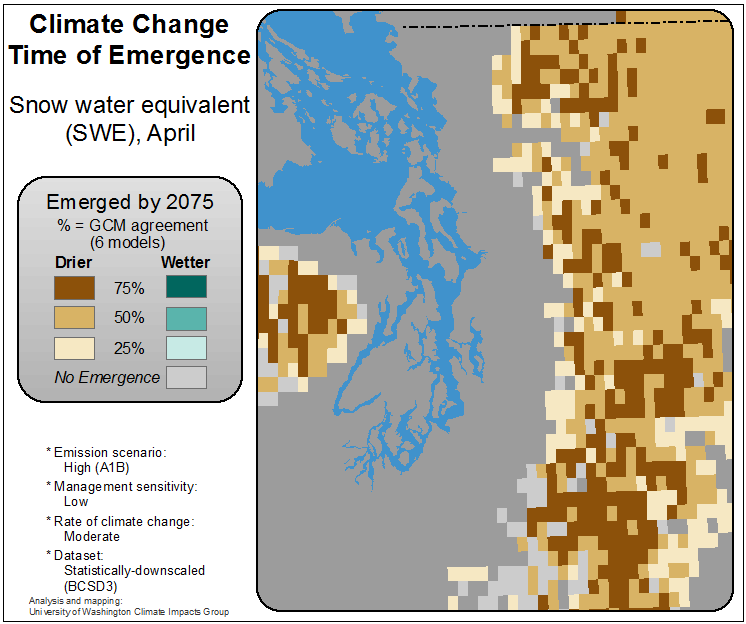 Climate Change
Time of Emergence
Snow water equivalent
(SWE), April
Emerged by 2075
% = GCM agreement
(6 models)
Drier Wetter
75%
50%
25%
No Emergence
* Emission scenario:
High (A1B)
* Management sensitivity:
Low
* Rate of climate change:
Moderate
* Dataset:
Statistically-downscaled
(BCSD3)
Analysis and mapping:
University of Washington Climate Impacts Group